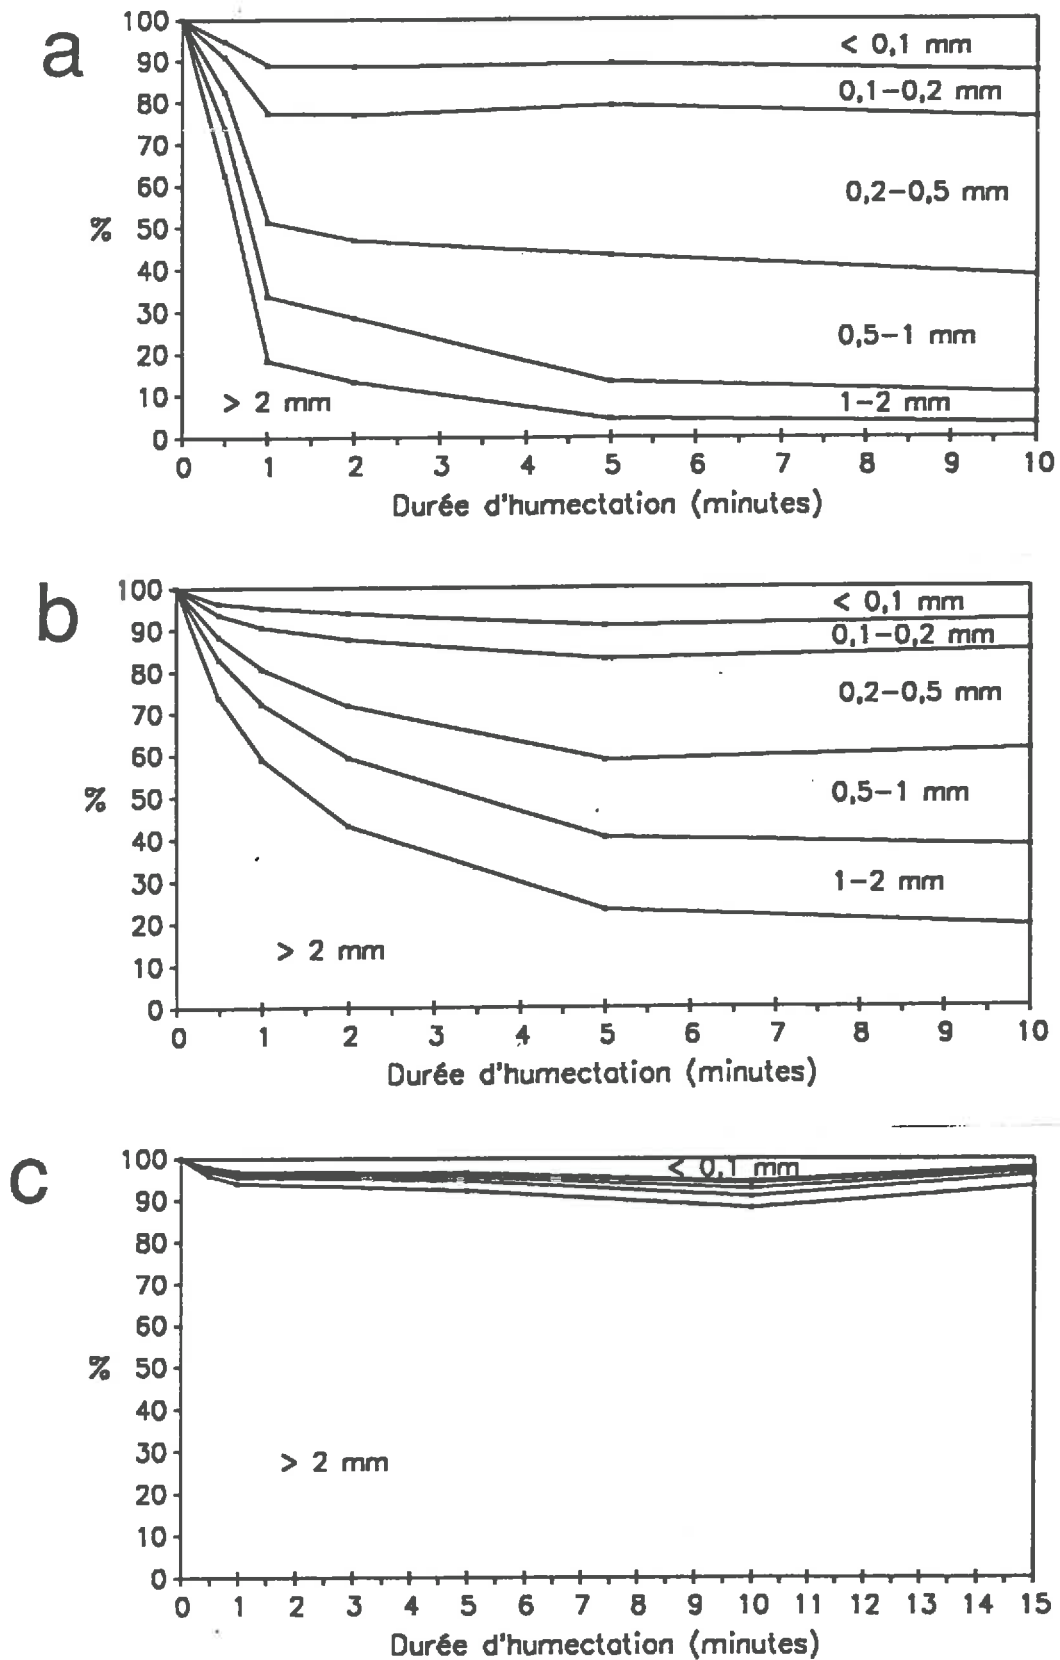 a
100
90
80
70
60
50
40
30
20
10
0
%
< 0,1 mm
0,1-0,2 mm
0,2-0,5 mm
0,5-1 mm
1-2 mm
> 2 mm
0 1 2 3 4 5 6 7 8 9 10
Durée d'humectation (minutes)
b
100
90
80
70
60
50
40
30
20
10
0
%
< 0,1 mm
0,1-0,2 mm
0,2-0,5 mm
0,5-1 mm
1-2 mm
> 2 mm
0 1 2 3 4 5 6 7 8 9 10
Durée d'humectation (minutes)
c
100
90
80
70
60
50
40
30
20
10
0
%
< 0,1 mm
> 2 mm
0 1 2 3 4 5 6 7 8 9 10 11 12 13 14 15
Durée d'humectation (minutes)